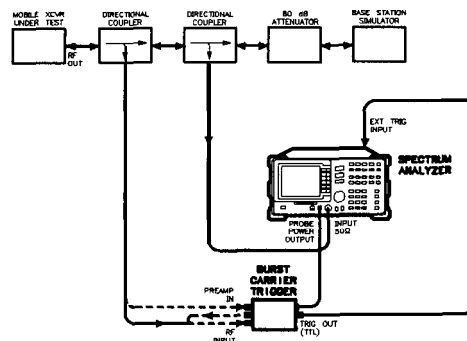 MOBILE XCVR
UNDER TEST
DIRECTIONAL
COUPLER
DIRECTIONAL
COUPLER
80 dB
ATTENUATOR
BASE STATION
SIMULATOR
RF
OUT
EXT TRIG
INPUT
SPECTRUM
ANALYZER
PROBE
POWER
OUTPUT
INPUT
50Ω
BURST
CARRIER
TRIGGER
PREAMP
IN
RF
INPUT
TRIG OUT
(TTL)